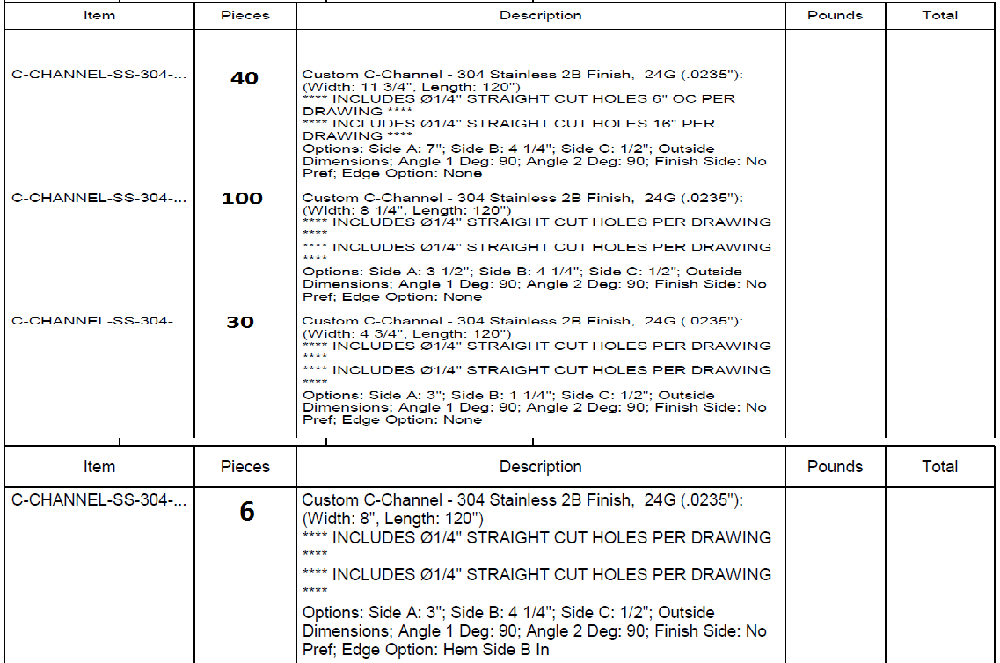 Item Pieces Description Pounds Total
C-CHANNEL-SS-304-... 40 Custom C-Channel - 304 Stainless 2B Finish, 24G (.0235"):
(Width: 11 3/4", Length: 120")
**** INCLUDES Ø1/4" STRAIGHT CUT HOLES 6" OC PER
DRAWING ****
**** INCLUDES Ø1/4" STRAIGHT CUT HOLES 16" PER
DRAWING ****
Options: Side A: 7"; Side B: 4 1/4"; Side C: 1/2"; Outside
Dimensions; Angle 1 Deg: 90; Angle 2 Deg: 90; Finish Side: No
Pref; Edge Option: None
C-CHANNEL-SS-304-... 100 Custom C-Channel - 304 Stainless 2B Finish, 24G (.0235"):
(Width: 8 1/4", Length: 120")
**** INCLUDES Ø1/4" STRAIGHT CUT HOLES PER DRAWING
****
**** INCLUDES Ø1/4" STRAIGHT CUT HOLES PER DRAWING
****
Options: Side A: 3 1/2"; Side B: 4 1/4"; Side C: 1/2"; Outside
Dimensions; Angle 1 Deg: 90; Angle 2 Deg: 90; Finish Side: No
Pref; Edge Option: None
C-CHANNEL-SS-304-... 30 Custom C-Channel - 304 Stainless 2B Finish, 24G (.0235"):
(Width: 4 3/4", Length: 120")
**** INCLUDES Ø1/4" STRAIGHT CUT HOLES PER DRAWING
****
**** INCLUDES Ø1/4" STRAIGHT CUT HOLES PER DRAWING
****
Options: Side A: 3"; Side B: 1 1/4"; Side C: 1/2"; Outside
Dimensions; Angle 1 Deg: 90; Angle 2 Deg: 90; Finish Side: No
Pref; Edge Option: None
Item Pieces Description Pounds Total
C-CHANNEL-SS-304-... 6 Custom C-Channel - 304 Stainless 2B Finish, 24G (.0235"):
(Width: 8", Length: 120")
**** INCLUDES Ø1/4" STRAIGHT CUT HOLES PER DRAWING
****
**** INCLUDES Ø1/4" STRAIGHT CUT HOLES PER DRAWING
****
Options: Side A: 3"; Side B: 4 1/4"; Side C: 1/2"; Outside
Dimensions; Angle 1 Deg: 90; Angle 2 Deg: 90; Finish Side: No
Pref; Edge Option: Hem Side B In